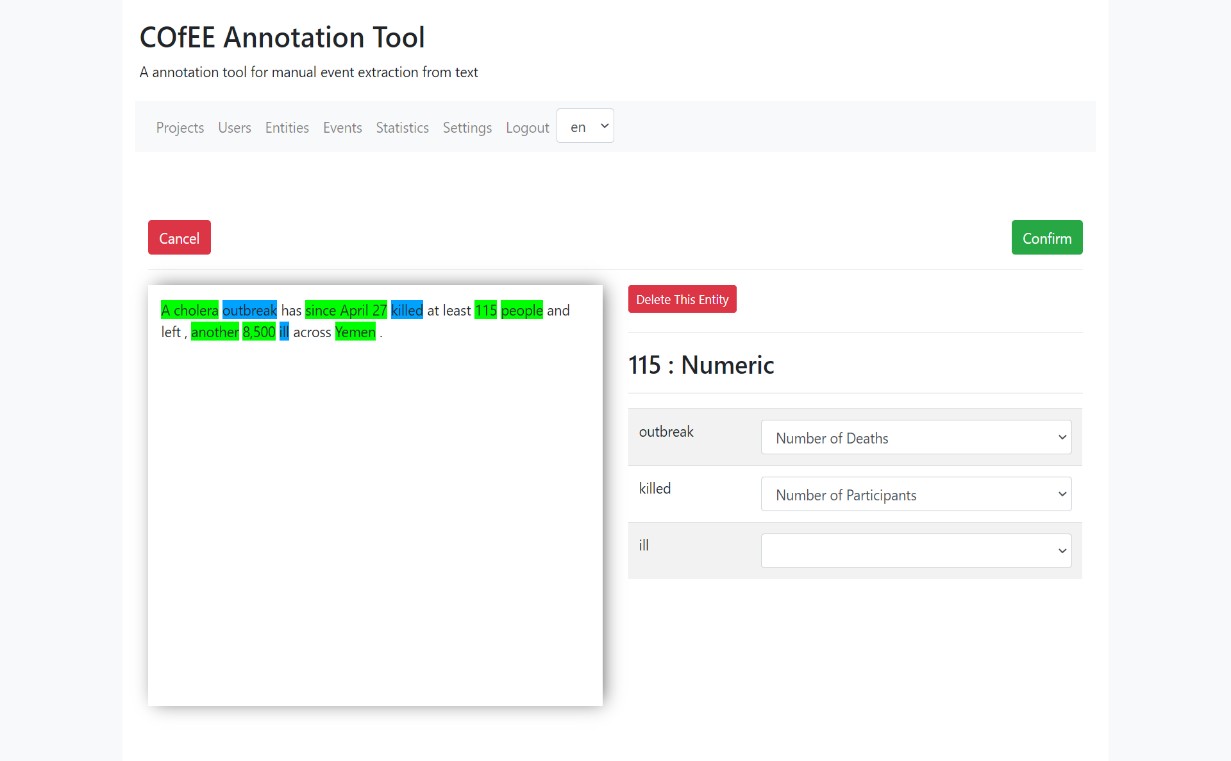 COfEE Annotation Tool
A annotation tool for manual event extraction from text
Projects Users Entities Events Statistics Settings Logout en
Cancel Confirm
A cholera outbreak has since April 27 killed at least 115 people and
left , another 8,500 ill across Yemen .
Delete This Entity
115 : Numeric
outbreak Number of Deaths
killed Number of Participants
ill